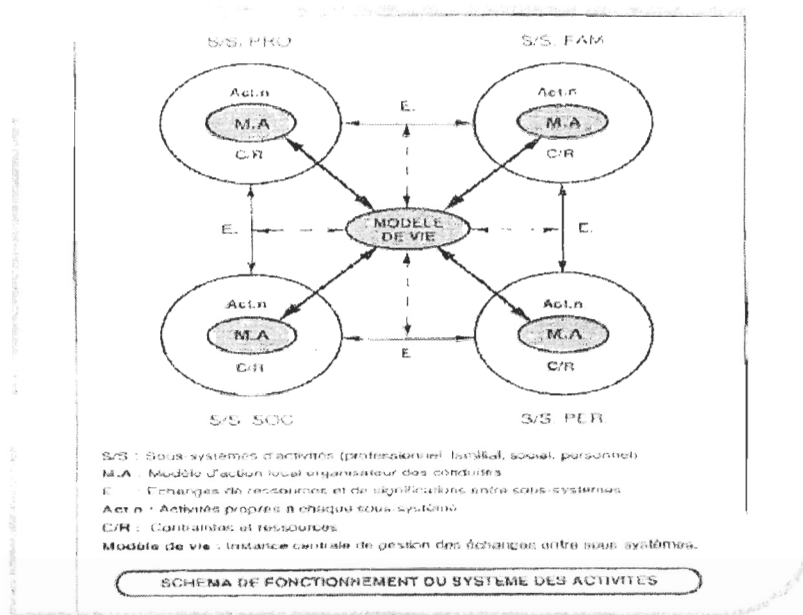 S/S. PRO
S/S. FAM
Act.n
M.A
C/R
E.
Act.n
M.A
C/R
MODELE
DE VIE
E.
E.
Act.n
M.A
C/R
E
Act.n
M.A
C/R
S/S. SOC
S/S. PER.
S/S : Sous-systèmes d'activités (professionnel, familial, social, personnel)
M.A : Modèle d'action local organisateur des conduites
E. : Echanges de ressources et de significations entre sous-systèmes
Act.n : Activités propres à chaque sous-système
C/R : Contraintes et ressources
Modèle de vie : Instance centrale de gestion des échanges entre sous systèmes.
SCHEMA DE FONCTIONNEMENT DU SYSTEME DES ACTIVITES